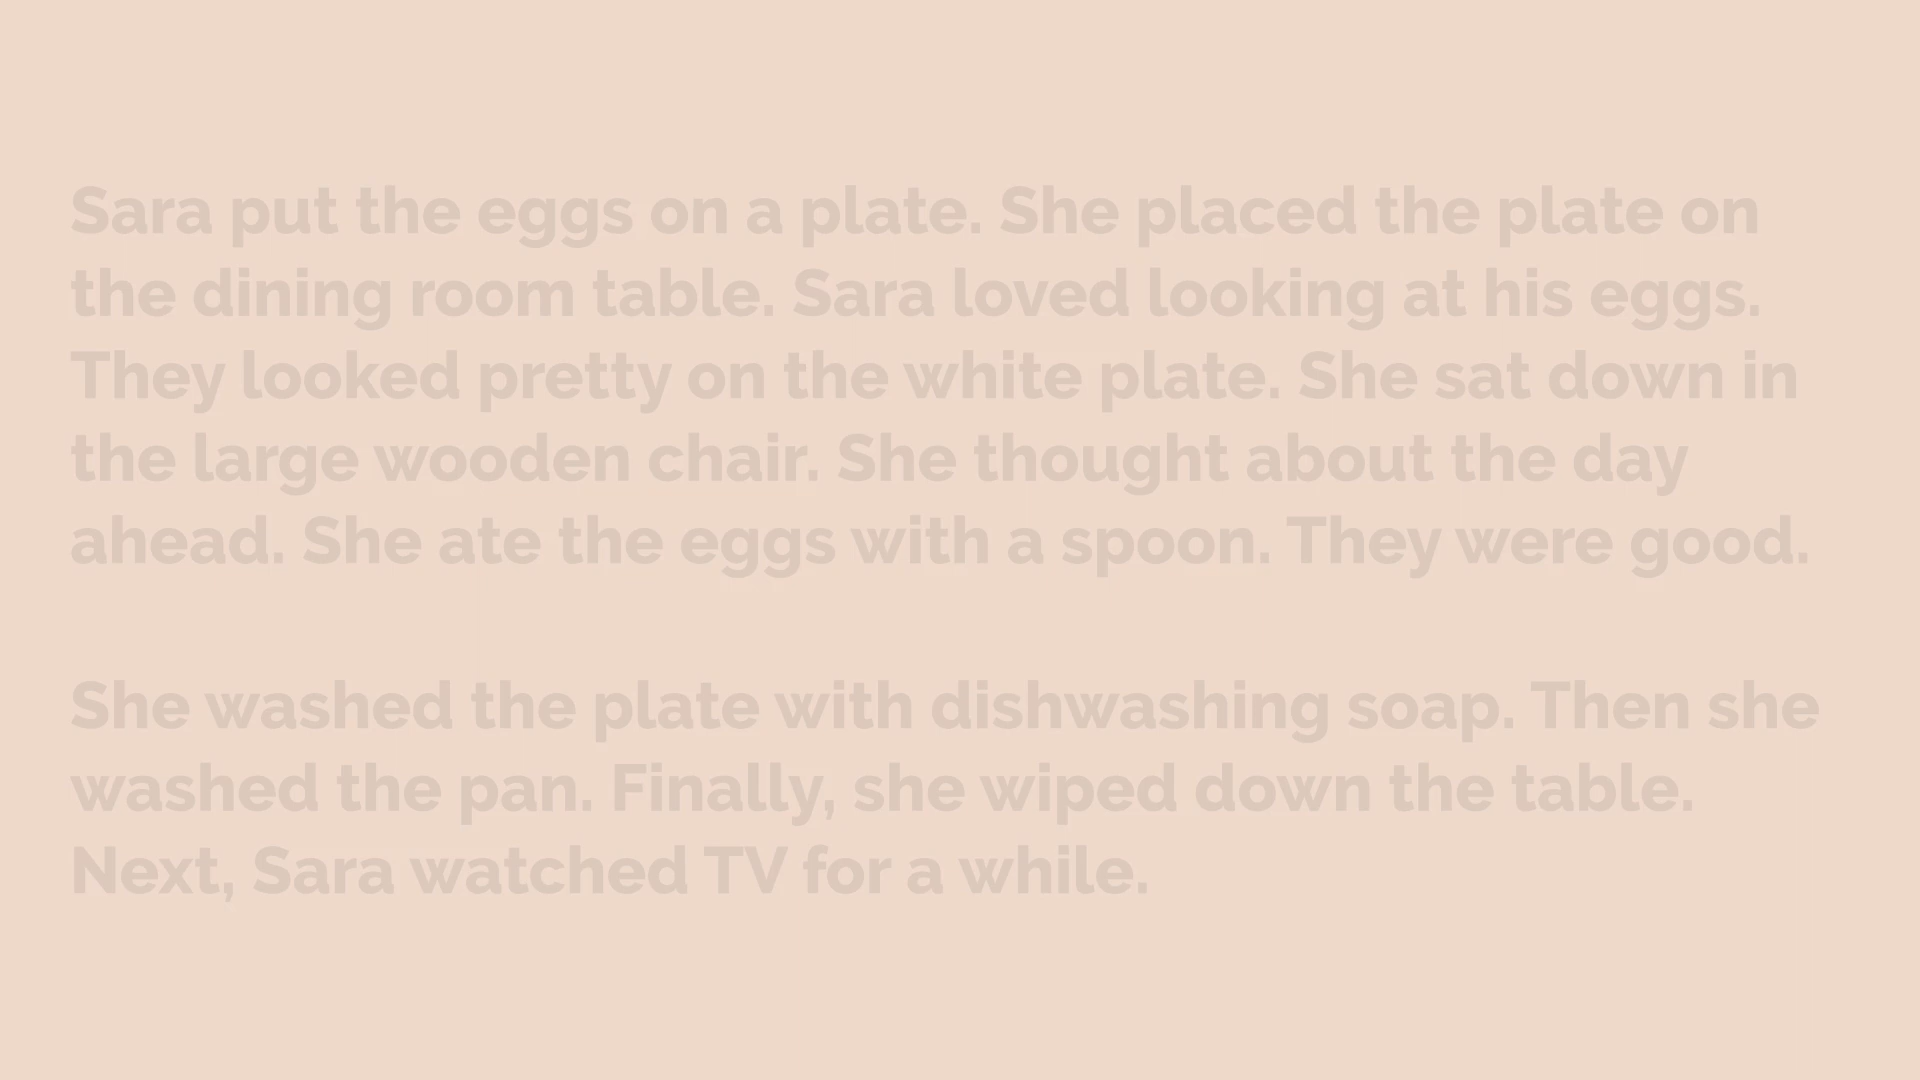 Sara put the eggs on a plate. She placed the plate on
the dining room table. Sara loved looking at his eggs.
They looked pretty on the white plate. She sat down in
the large wooden chair. She thought about the day
ahead. She ate the eggs with a spoon. They were good.
She washed the plate with dishwashing soap. Then she
washed the pan. Finally, she wiped down the table.
Next, Sara watched TV for a while.